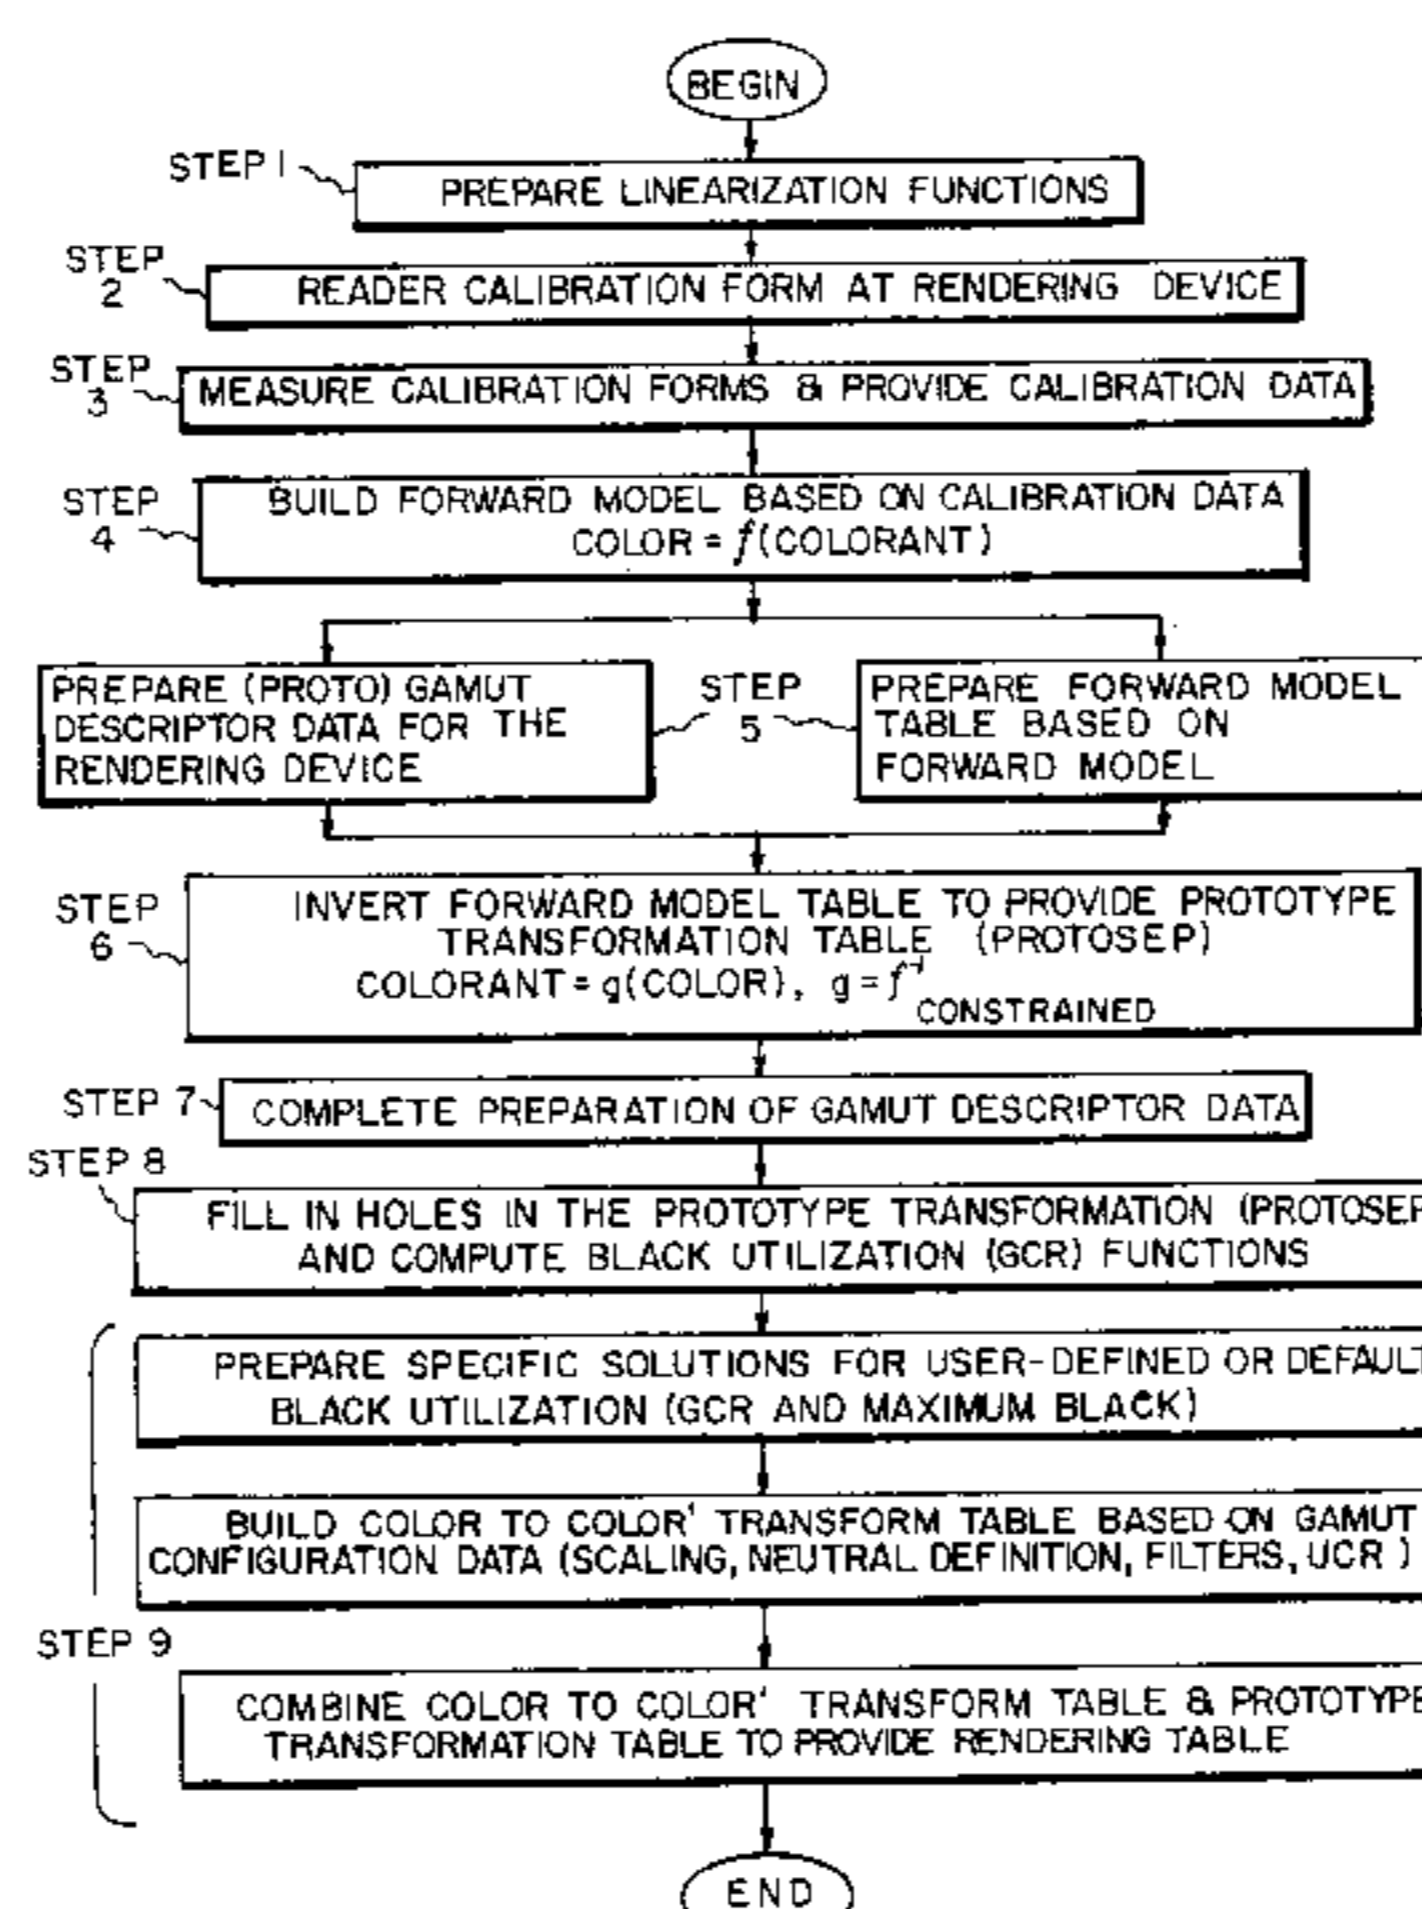 BEGIN
STEP 1
PREPARE LINEARIZATION FUNCTIONS
STEP
2
READER CALIBRATION FORM AT RENDERING DEVICE
STEP
3
MEASURE CALIBRATION FORMS & PROVIDE CALIBRATION DATA
STEP
4
BUILD FORWARD MODEL BASED ON CALIBRATION DATA
COLOR = f(COLORANT)
PREPARE (PROTO) GAMUT
DESCRIPTOR DATA FOR THE
RENDERING DEVICE
STEP
5
PREPARE FORWARD MODEL
TABLE BASED ON
FORWARD MODEL
STEP
6
INVERT FORWARD MODEL TABLE TO PROVIDE PROTOTYPE
TRANSFORMATION TABLE (PROTOSEP)
COLORANT = g(COLOR), g = f⁻¹
CONSTRAINED
STEP 7
COMPLETE PREPARATION OF GAMUT DESCRIPTOR DATA
STEP 8
FILL IN HOLES IN THE PROTOTYPE TRANSFORMATION (PROTOSEP
AND COMPUTE BLACK UTILIZATION (GCR) FUNCTIONS
PREPARE SPECIFIC SOLUTIONS FOR USER-DEFINED OR DEFAULT
BLACK UTILIZATION (GCR AND MAXIMUM BLACK)
BUILD COLOR TO COLOR' TRANSFORM TABLE BASED ON GAMUT
CONFIGURATION DATA (SCALING, NEUTRAL DEFINITION, FILTERS, UCR)
STEP 9
COMBINE COLOR TO COLOR' TRANSFORM TABLE & PROTOTYPE
TRANSFORMATION TABLE TO PROVIDE RENDERING TABLE
END